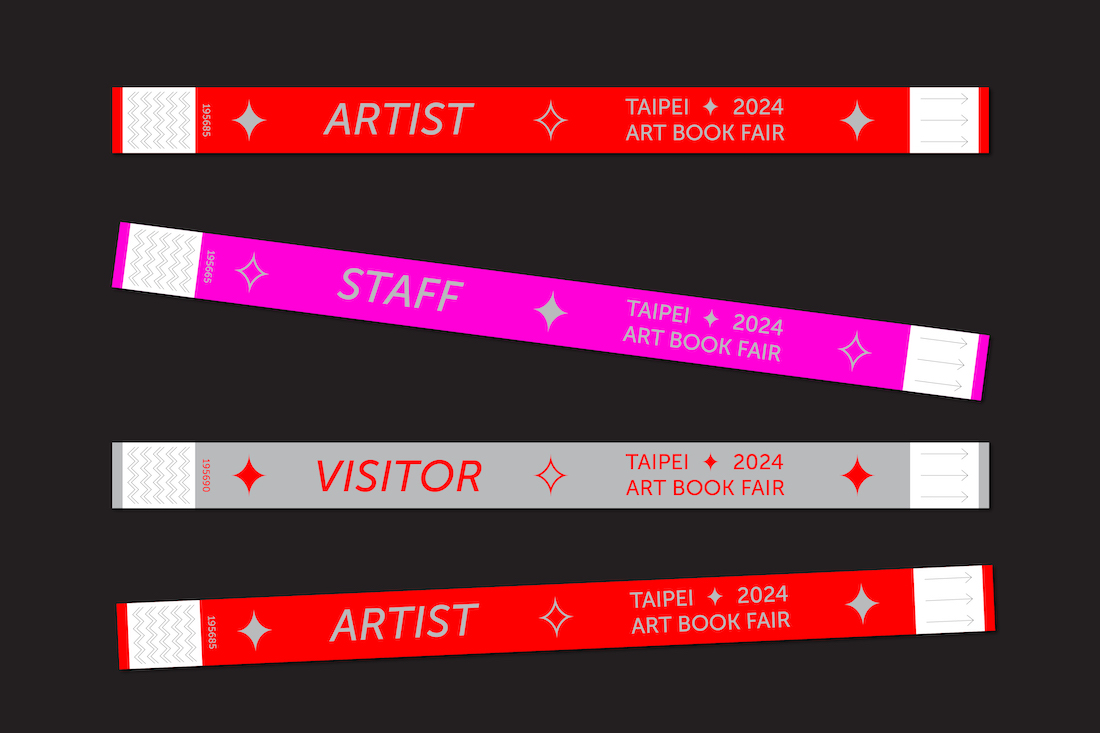 195685
ARTIST
TAIPEI ✦ 2024
ART BOOK FAIR
195665
STAFF
TAIPEI ✦ 2024
ART BOOK FAIR
195690
VISITOR
TAIPEI ✦ 2024
ART BOOK FAIR
195685
ARTIST
TAIPEI ✦ 2024
ART BOOK FAIR